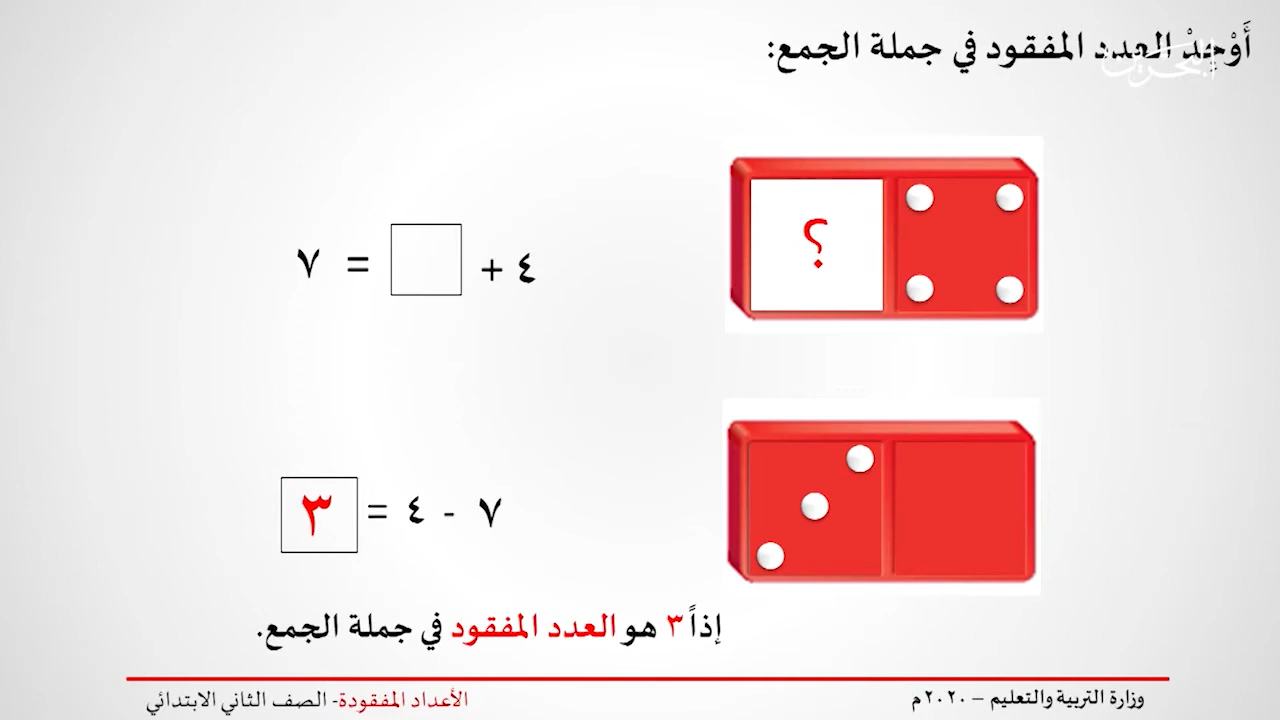 أَوْجِدْ العدد المفقود في جملة الجمع:
البحرين
؟
٤ + = ٧
٧ - ٤ = ٣
إذاً ٣ هو العدد المفقود في جملة الجمع.
وزارة التربية والتعليم – ٢٠٢٠م
الأعداد المفقودة- الصف الثاني الابتدائي